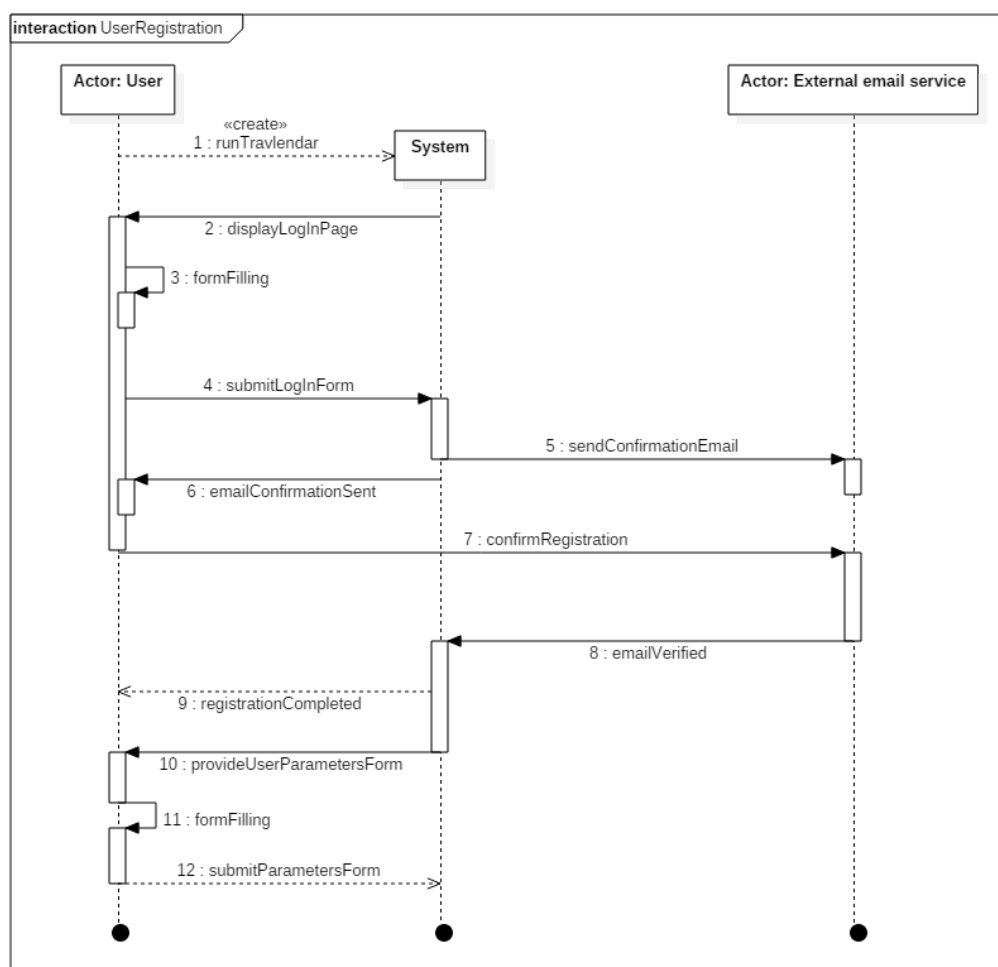 interaction UserRegistration
Actor: User
Actor: External email service
«create»
1 : runTravlendar
System
2 : displayLogInPage
3 : formFilling
4 : submitLogInForm
5 : sendConfirmationEmail
6 : emailConfirmationSent
7 : confirmRegistration
8 : emailVerified
9 : registrationCompleted
10 : provideUserParametersForm
11 : formFilling
12 : submitParametersForm